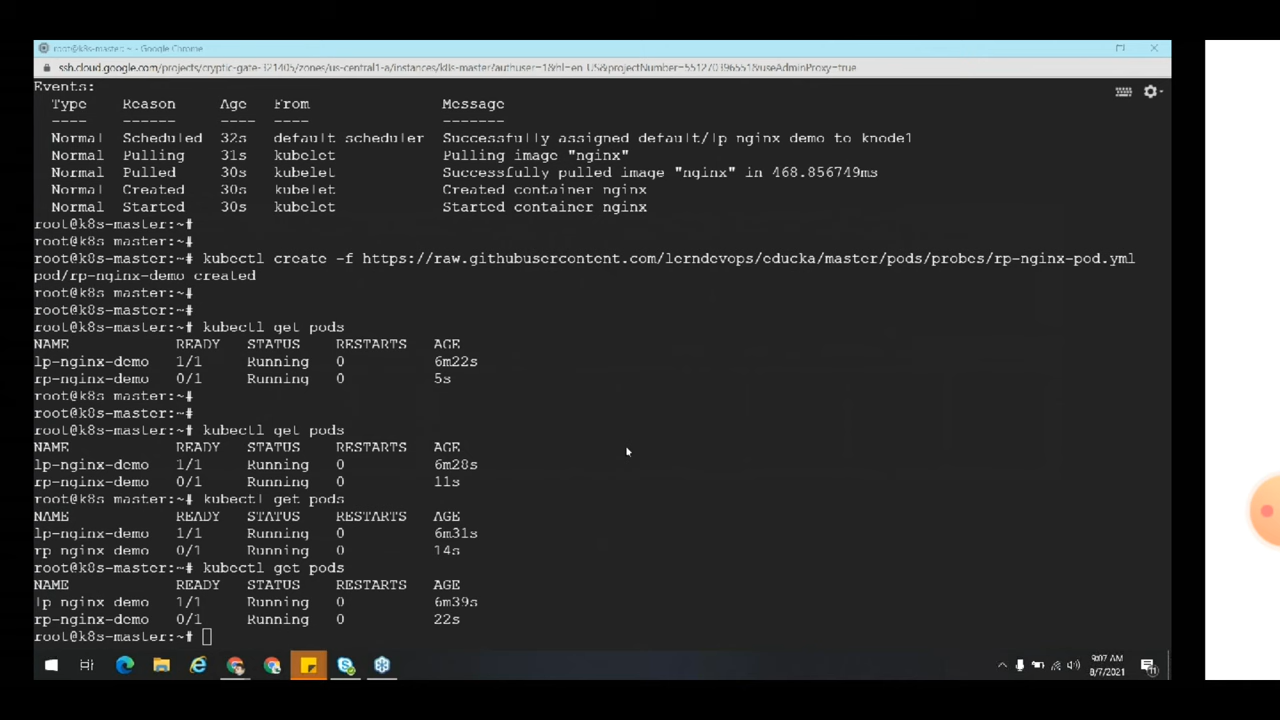 root@k8s-master: ~ - Google Chrome
ssh.cloud.google.com/projects/cryptic-gate-321405/zones/us-central1-a/instances/k8s-master?authuser=1&hl=en_US&projectNumber=551270396551&useAdminProxy=true
Events:
Type Reason Age From Message
---- ------ ---- ---- -------
Normal Scheduled 32s default scheduler Successfully assigned default/lp nginx demo to knode1
Normal Pulling 31s kubelet Pulling image "nginx"
Normal Pulled 30s kubelet Successfully pulled image "nginx" in 468.856749ms
Normal Created 30s kubelet Created container nginx
Normal Started 30s kubelet Started container nginx
root@k8s-master:~#
root@k8s master:~#
root@k8s-master:~# kubectl create -f https://raw.githubusercontent.com/lerndevops/educka/master/pods/probes/rp-nginx-pod.yml
pod/rp-nginx-demo created
root@k8s master:~#
root@k8s-master:~#
root@k8s-master:~# kubectl get pods
NAME READY STATUS RESTARTS AGE
lp-nginx-demo 1/1 Running 0 6m22s
rp-nginx-demo 0/1 Running 0 5s
root@k8s-master:~#
root@k8s-master:~#
root@k8s-master:~# kubectl get pods
NAME READY STATUS RESTARTS AGE
lp-nginx-demo 1/1 Running 0 6m28s
rp-nginx-demo 0/1 Running 0 11s
root@k8s master:~# kubectl get pods
NAME READY STATUS RESTARTS AGE
lp-nginx-demo 1/1 Running 0 6m31s
rp nginx demo 0/1 Running 0 14s
root@k8s-master:~# kubectl get pods
NAME READY STATUS RESTARTS AGE
lp nginx demo 1/1 Running 0 6m39s
rp-nginx-demo 0/1 Running 0 22s
root@k8s-master:~#
9:07 AM
8/7/2021
11